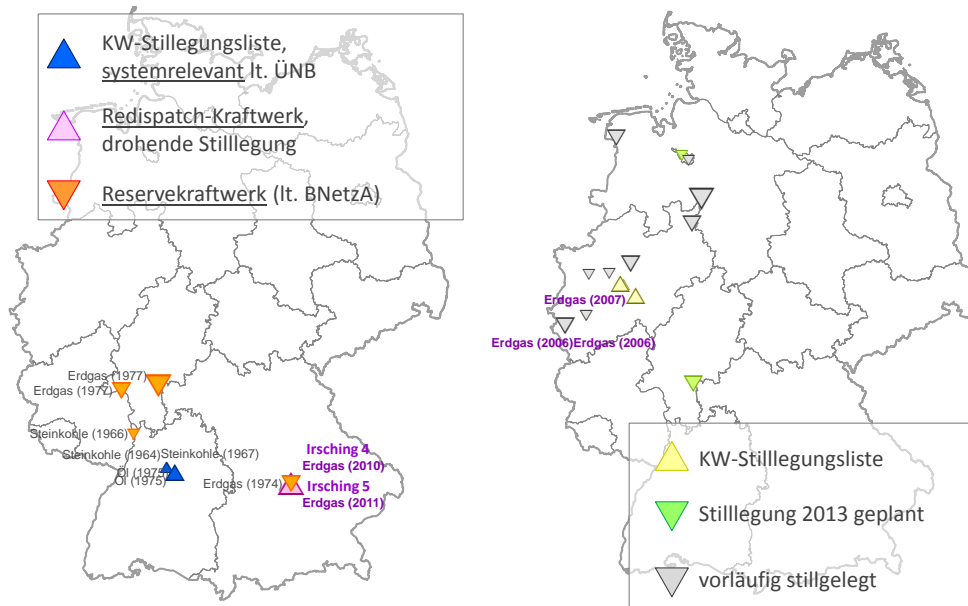 KW-Stillegungsliste,
systemrelevant lt. ÜNB
Redispatch-Kraftwerk,
drohende Stilllegung
Reservekraftwerk (lt. BNetzA)
Erdgas (1977)
Erdgas (1977)
Steinkohle (1966)
Steinkohle (1964)
Steinkohle (1967)
Öl (1975)
Öl (1975)
Erdgas (1974)
Irsching 4
Erdgas (2010)
Irsching 5
Erdgas (2011)
Erdgas (2007)
Erdgas (2006)
Erdgas (2006)
KW-Stilllegungsliste
Stilllegung 2013 geplant
vorläufig stillgelegt